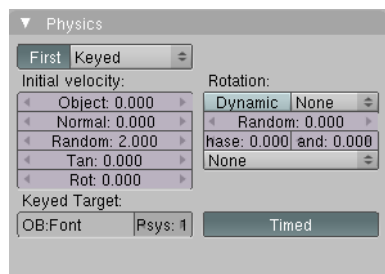 Physics
First Keyed
Initial velocity: Rotation:
Object: 0.000 Dynamic None
Normal: 0.000 Random: 0.000
Random: 2.000 hase: 0.000 and: 0.000
Tan: 0.000 None
Rot: 0.000
Keyed Target:
OB:Font Psys: 1 Timed